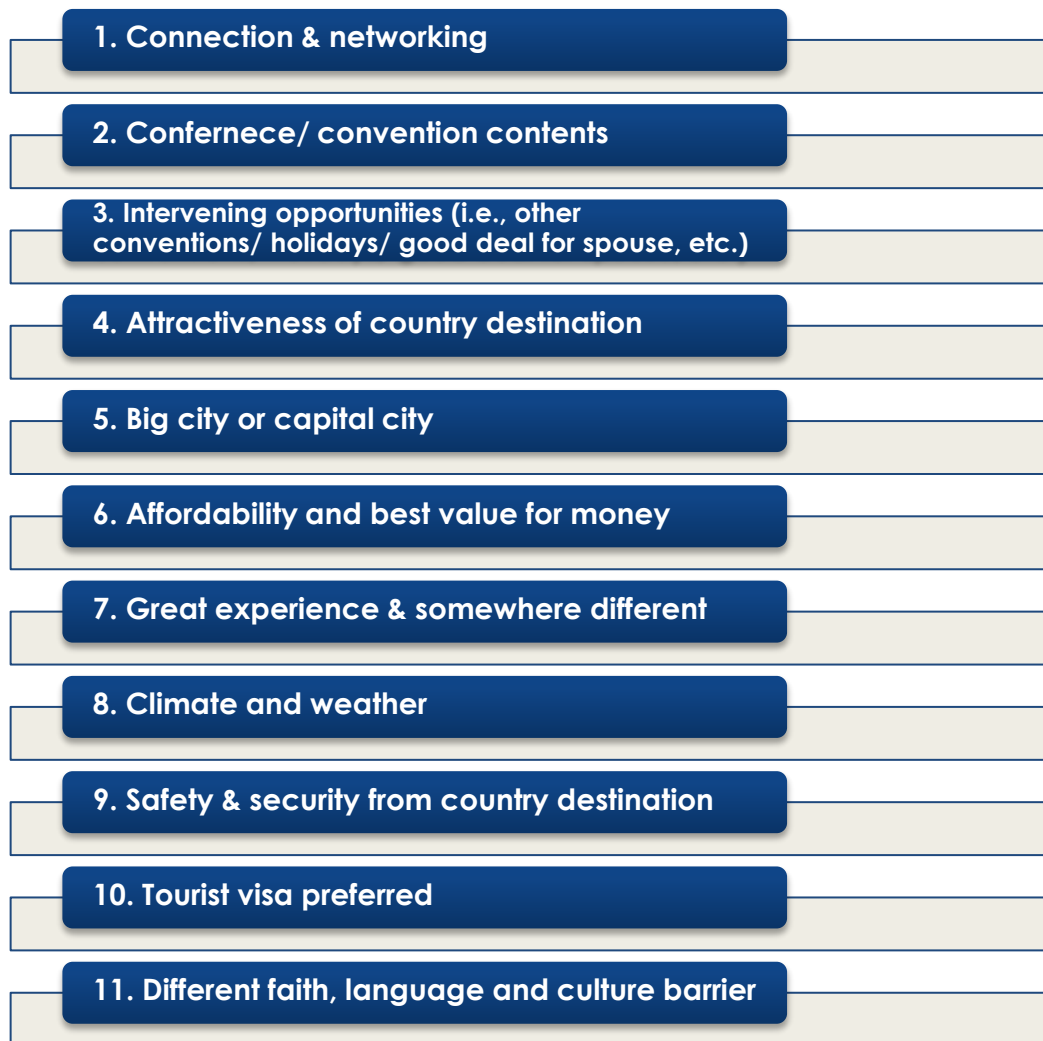 1. Connection & networking
2. Confernece/ convention contents
3. Intervening opportunities (i.e., other
conventions/ holidays/ good deal for spouse, etc.)
4. Attractiveness of country destination
5. Big city or capital city
6. Affordability and best value for money
7. Great experience & somewhere different
8. Climate and weather
9. Safety & security from country destination
10. Tourist visa preferred
11. Different faith, language and culture barrier